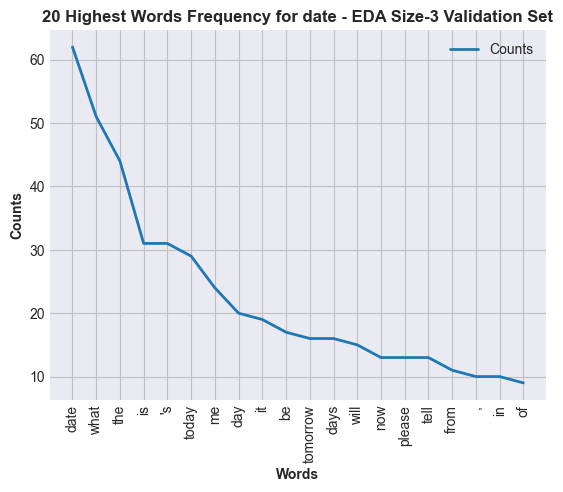 20 Highest Words Frequency for date - EDA Size-3 Validation Set
Counts
Counts
60
50
40
30
20
10
date
what
the
is
's
today
me
day
it
be
tomorrow
days
will
now
please
tell
from
,
in
of
Words